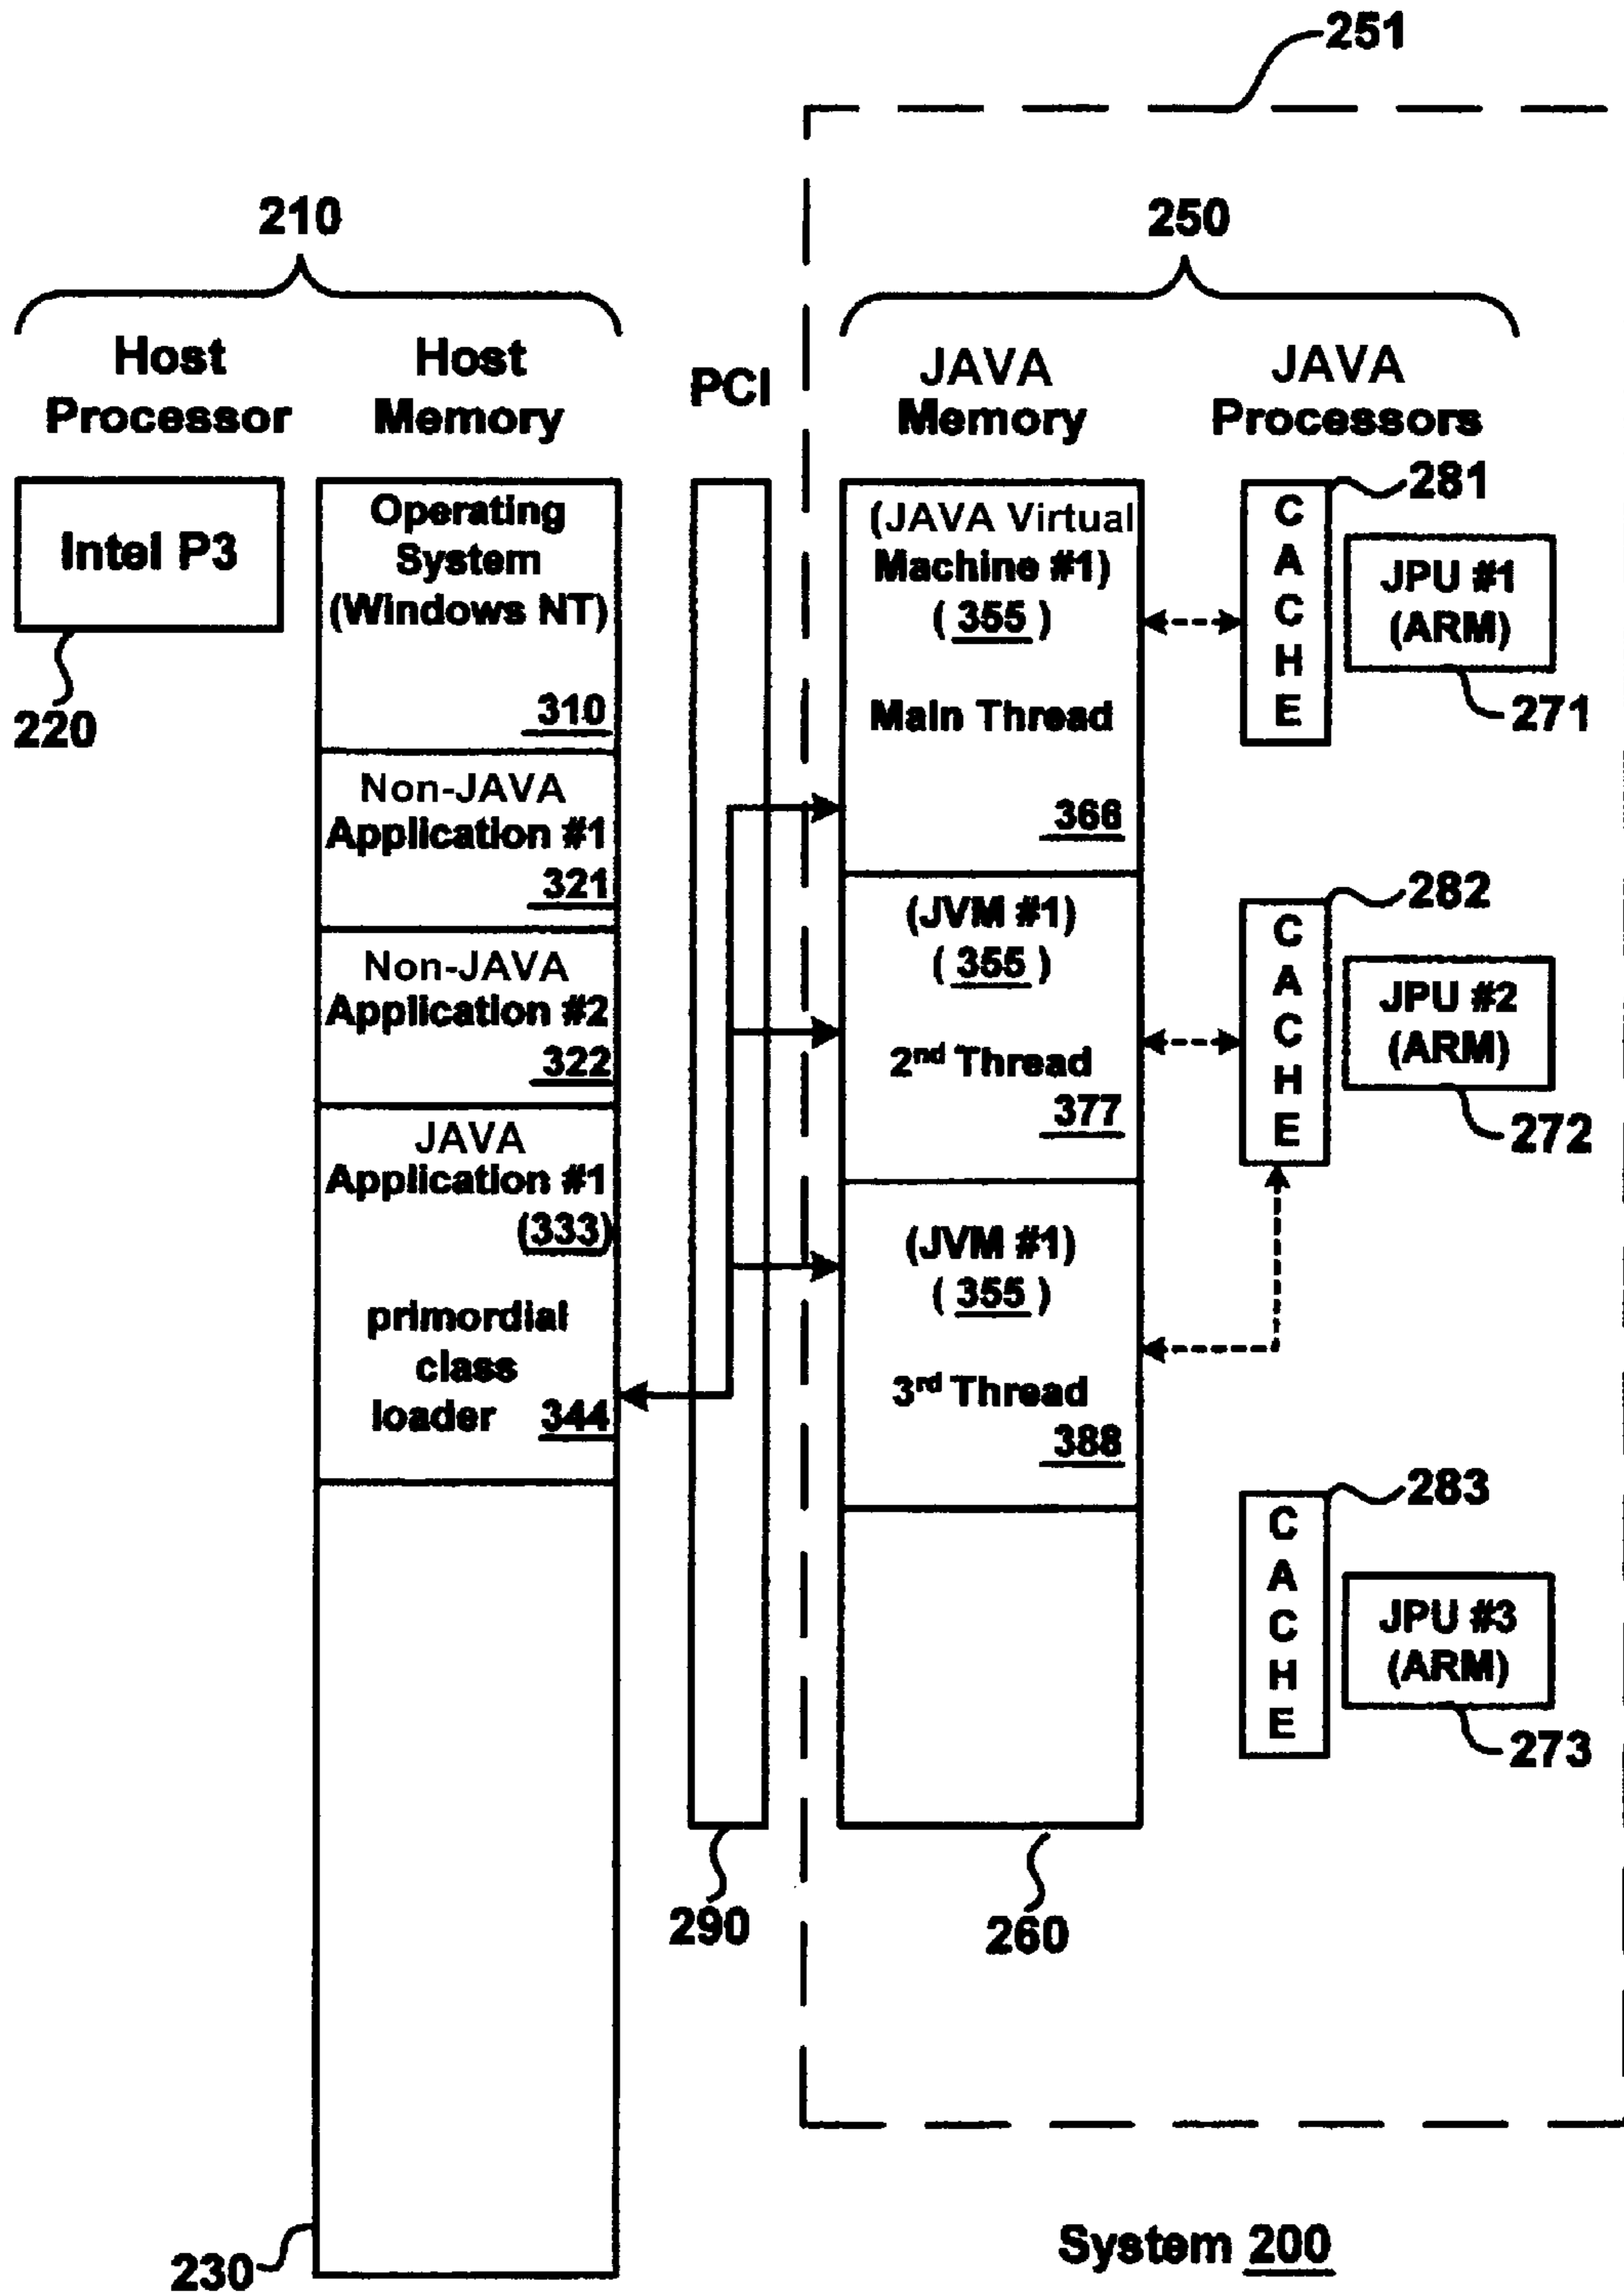 251
210
250
Host
Processor
Host
Memory
PCI
JAVA
Memory
JAVA
Processors
Intel P3
220
Operating
System
(Windows NT)
310
Non-JAVA
Application #1
321
Non-JAVA
Application #2
322
JAVA
Application #1
(333)
primordial
class
loader 344
230
290
(JAVA Virtual
Machine #1)
( 355 )
Main Thread
366
(JVM #1)
( 355 )
2nd Thread
377
(JVM #1)
( 355 )
3rd Thread
388
260
281
CACHE
JPU #1
(ARM)
271
282
CACHE
JPU #2
(ARM)
272
283
CACHE
JPU #3
(ARM)
273
System 200